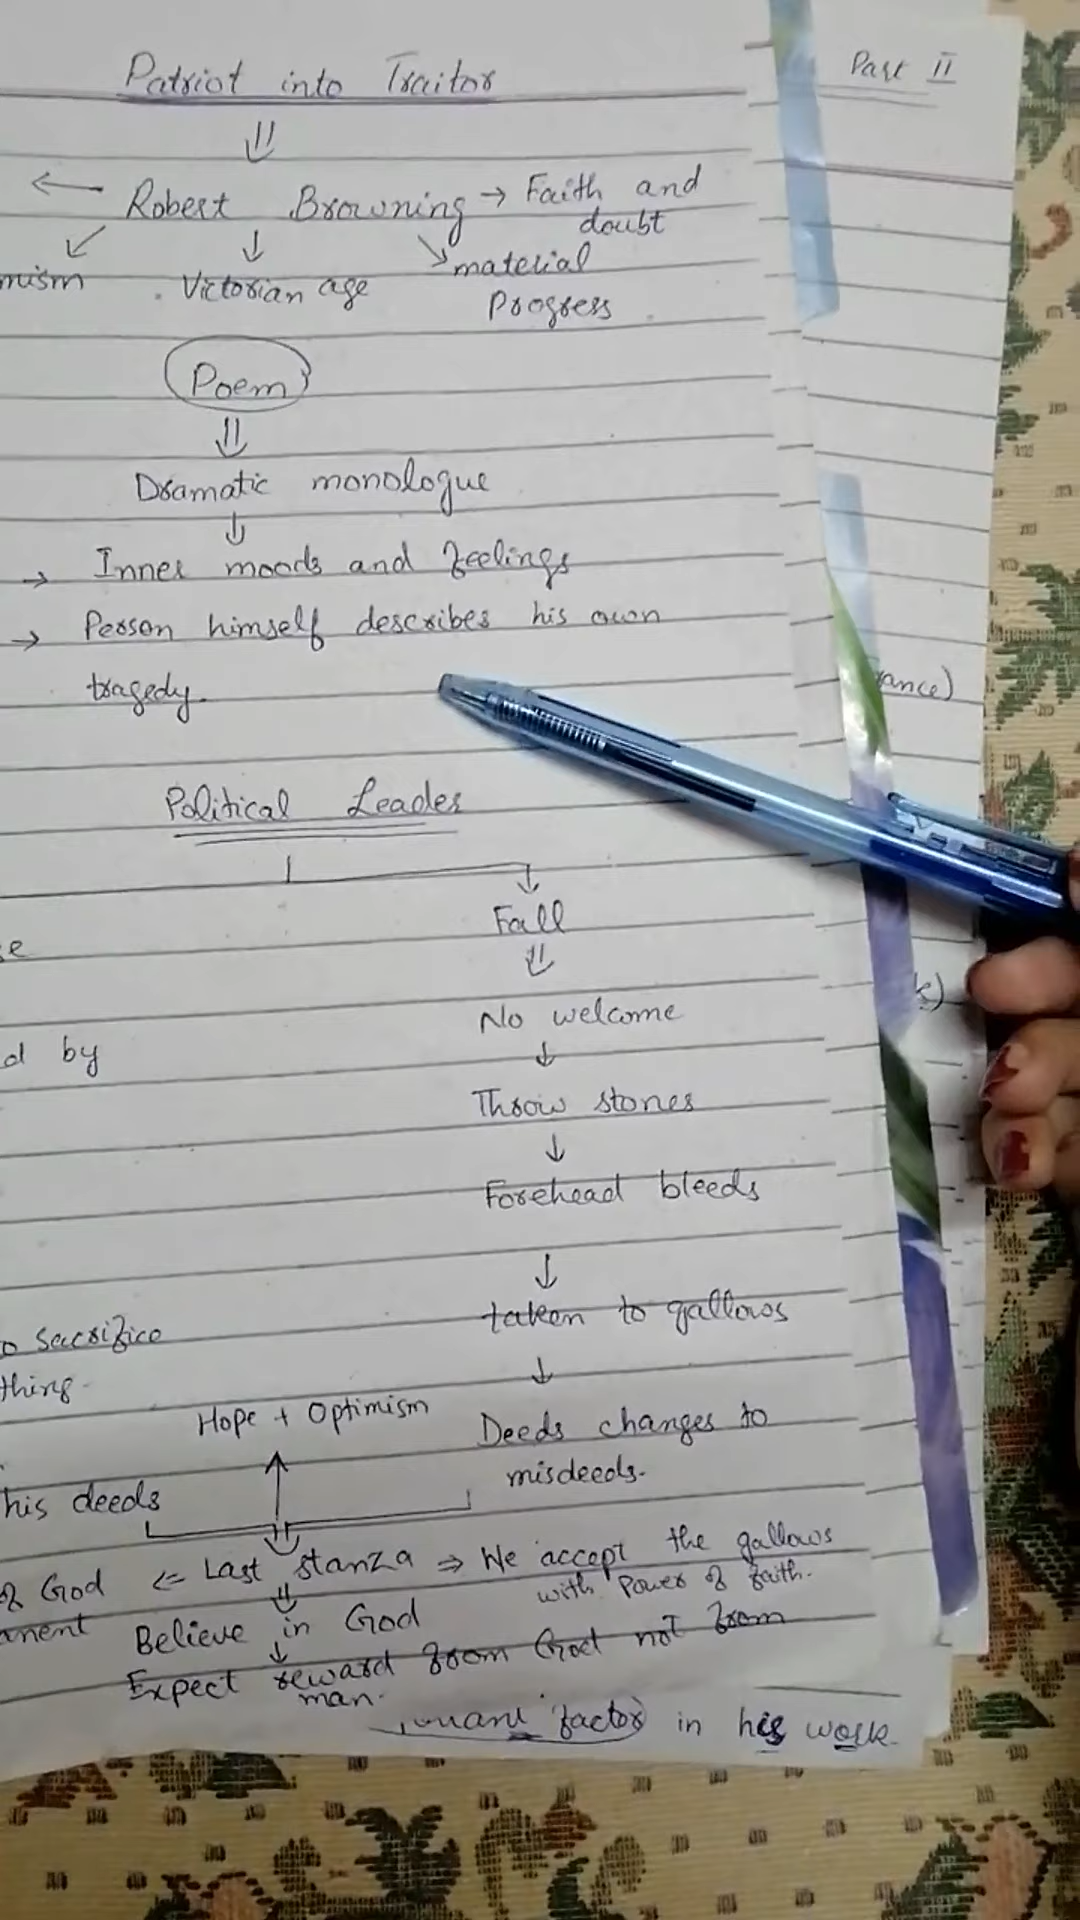 Patriot into Traitor
Part II
Robert Browning → Faith and
doubt
mism
Victorian age
material
Progress
Poem
Dramatic monologue
→ Inner moods and feelings
→ Person himself describes his own
tragedy.
ance)
Political Leader
Fall
e
No welcome
d by
Throw stones
Forehead bleeds
taken to gallows
o sacrifice
thing.
Hope + Optimism
Deeds changes to
misdeeds.
his deeds
of God ⇐ Last stanza ⇒ We accept the gallows
with Power of faith.
anent
Believe in God
Expect reward from God not from
man.
factor in his work.